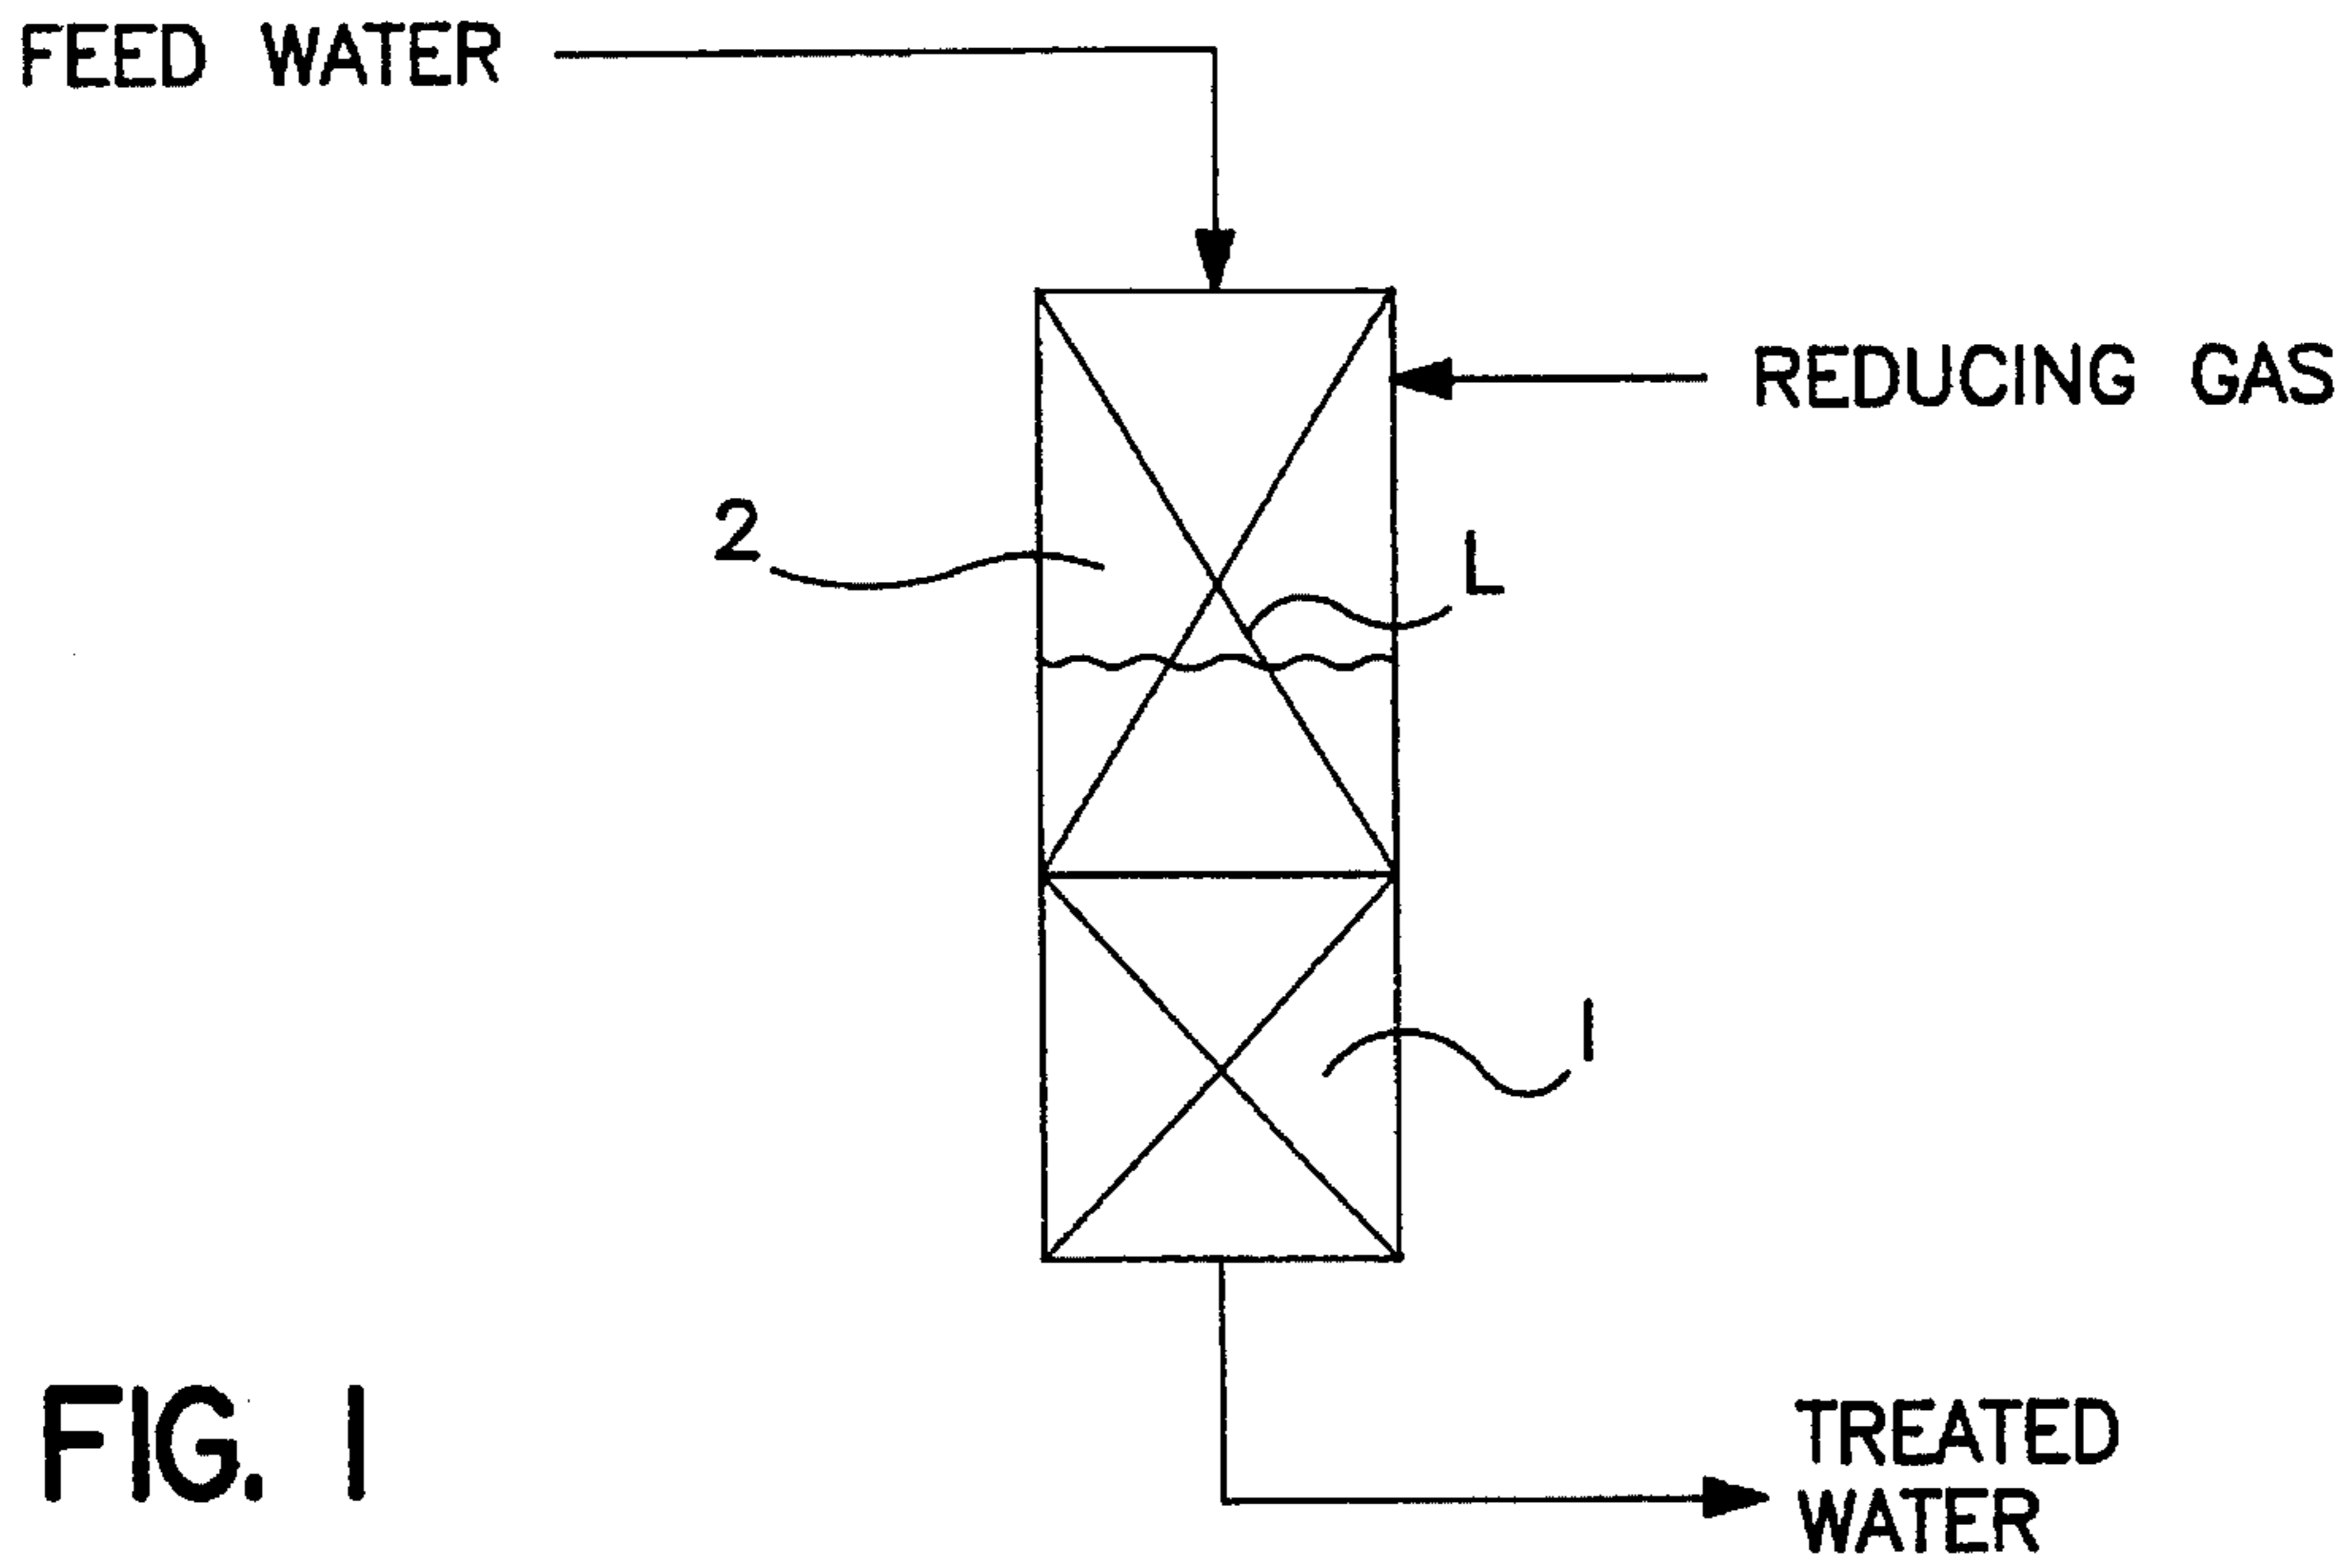 FEED WATER
REDUCING GAS
2
L
1
FIG. 1
TREATED
WATER